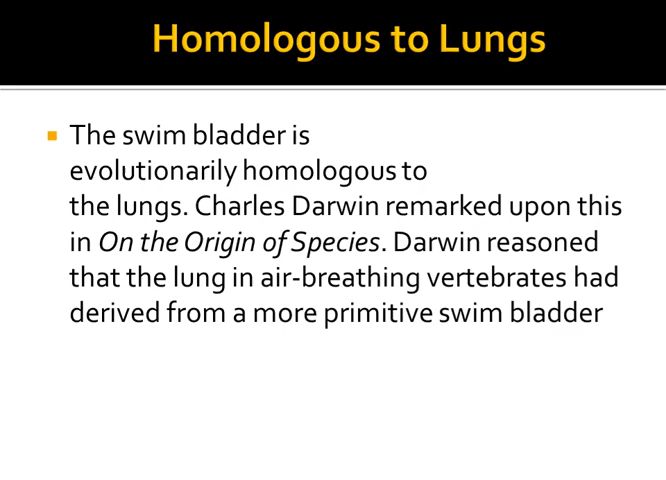 Homologous to Lungs
The swim bladder is
evolutionarily homologous to
the lungs. Charles Darwin remarked upon this
in On the Origin of Species. Darwin reasoned
that the lung in air-breathing vertebrates had
derived from a more primitive swim bladder